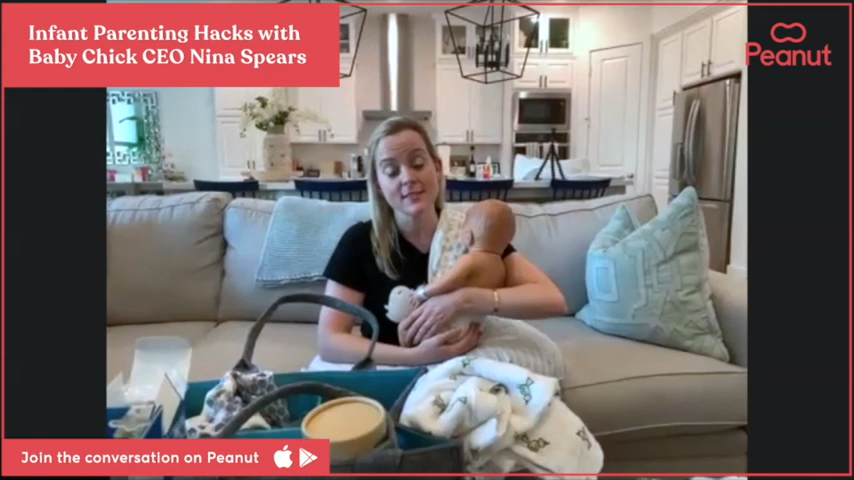 Infant Parenting Hacks with
Baby Chick CEO Nina Spears
Peanut
Join the conversation on Peanut